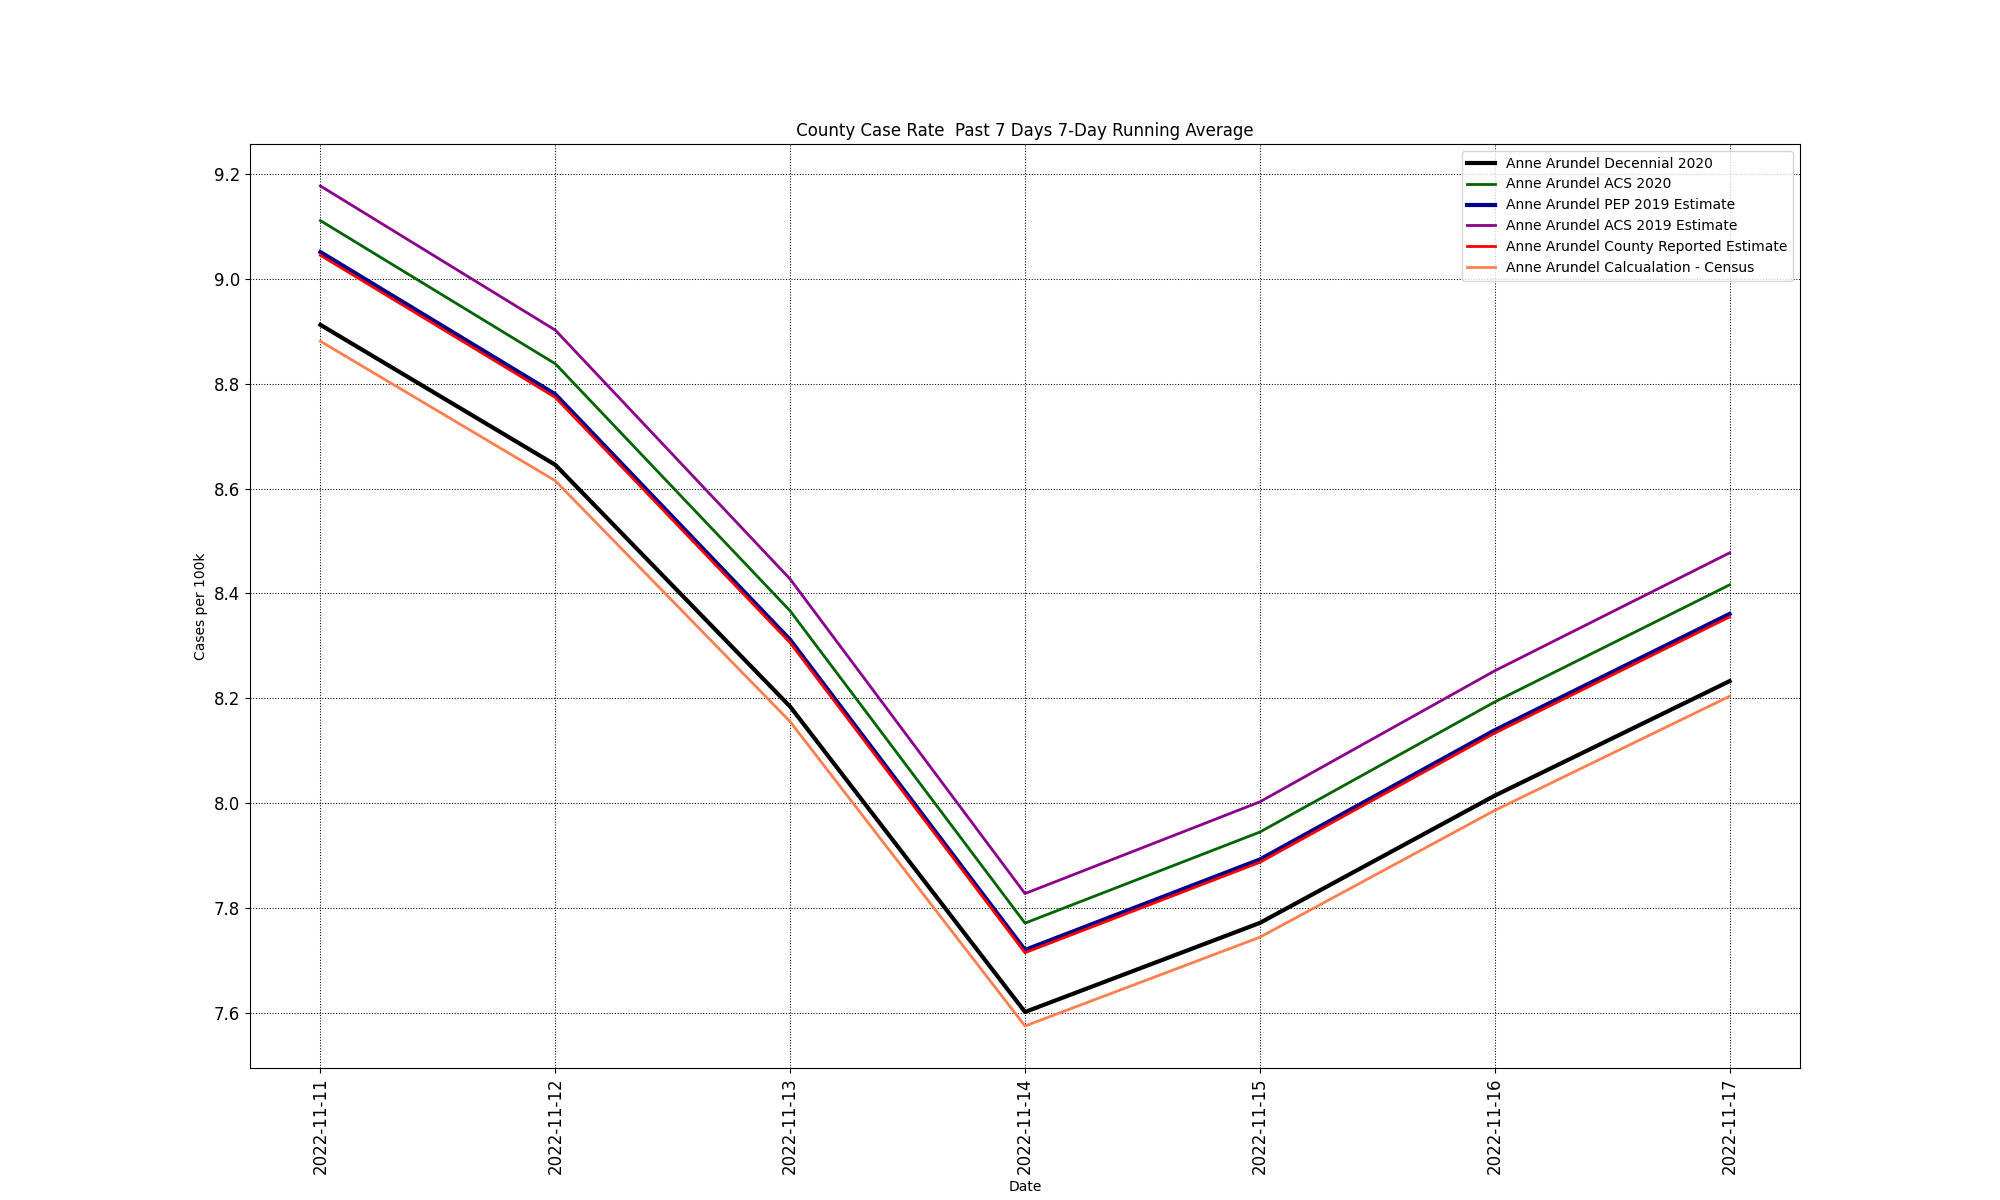 County Case Rate  Past 7 Days 7-Day Running Average
Anne Arundel Decennial 2020
Anne Arundel ACS 2020
Anne Arundel PEP 2019 Estimate
Anne Arundel ACS 2019 Estimate
Anne Arundel County Reported Estimate
Anne Arundel Calcualation - Census
9.2
9.0
8.8
8.6
8.4
8.2
8.0
7.8
7.6
Cases per 100k
2022-11-11
2022-11-12
2022-11-13
2022-11-14
2022-11-15
2022-11-16
2022-11-17
Date